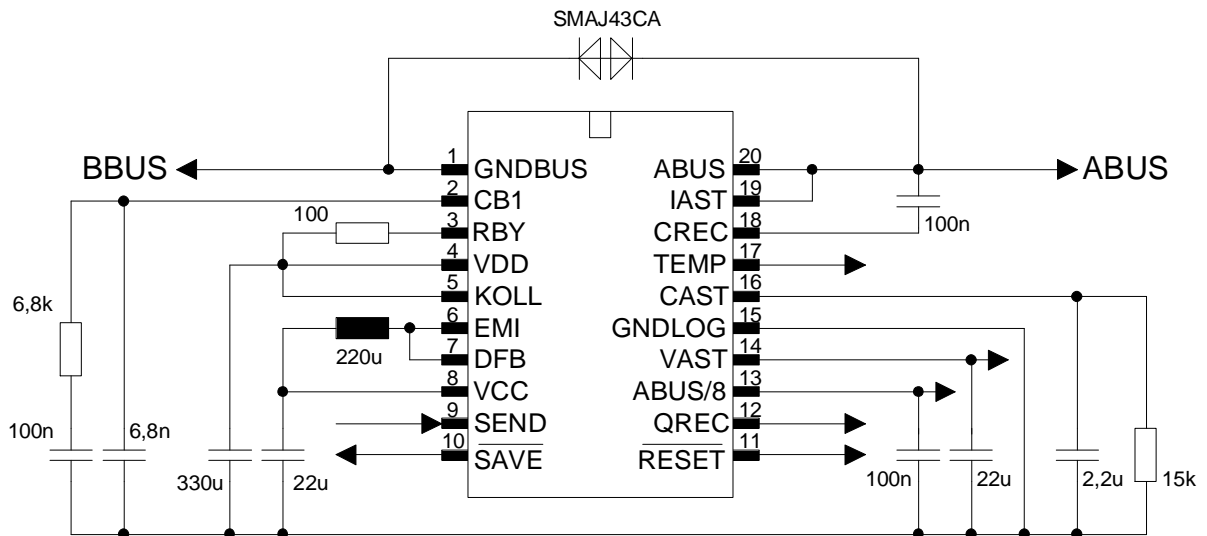 SMAJ43CA
BBUS
ABUS
1 GNDBUS
2 CB1
3 RBY
4 VDD
5 KOLL
6 EMI
7 DFB
8 VCC
9 SEND
10 SAVE
20 ABUS
19 IAST
18 CREC
17 TEMP
16 CAST
15 GNDLOG
14 VAST
13 ABUS/8
12 QREC
11 RESET
100
100n
6,8k
220u
100n
6,8n
330u
22u
100n
22u
2,2u
15k